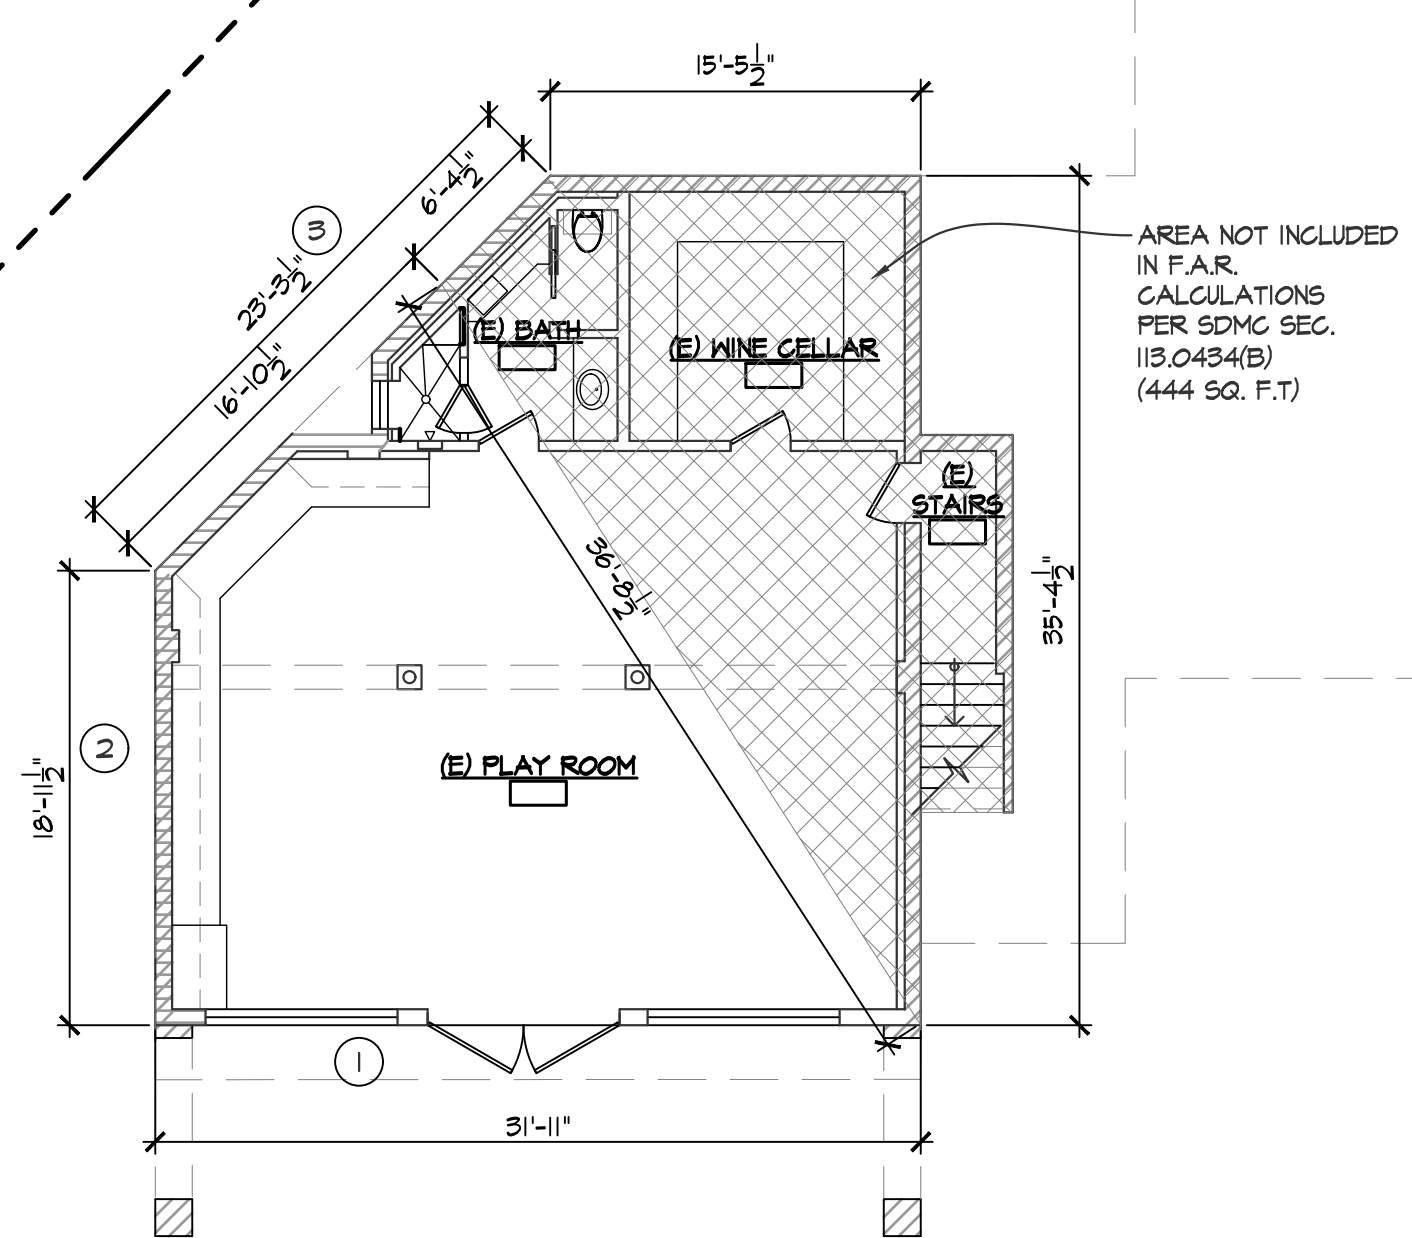 15'-5 1/2"
6'-4 1/2"
3
23'-3 1/2"
16'-10 1/2"
AREA NOT INCLUDED
IN F.A.R.
CALCULATIONS
PER SDMC SEC.
113.0434(B)
(444 SQ. F.T)
(E) BATH
(E) WINE CELLAR
(E)
STAIRS
36'-8 1/2"
35'-4 1/2"
2
18'-11 1/2"
(E) PLAY ROOM
1
31'-11"